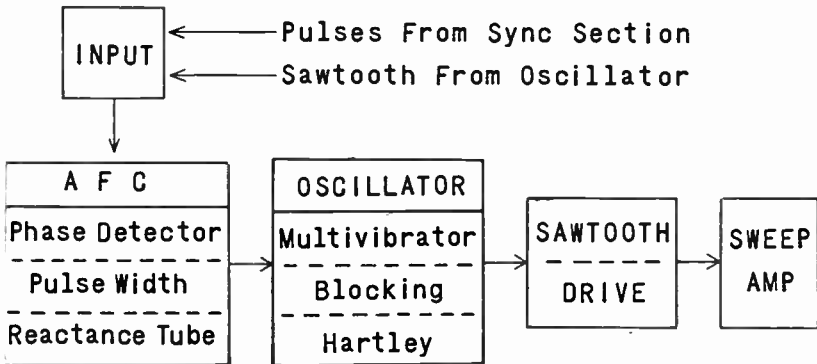 INPUT
Pulses From Sync Section
Sawtooth From Oscillator
A F C
Phase Detector
Pulse Width
Reactance Tube
OSCILLATOR
Multivibrator
Blocking
Hartley
SAWTOOTH
DRIVE
SWEEP
AMP